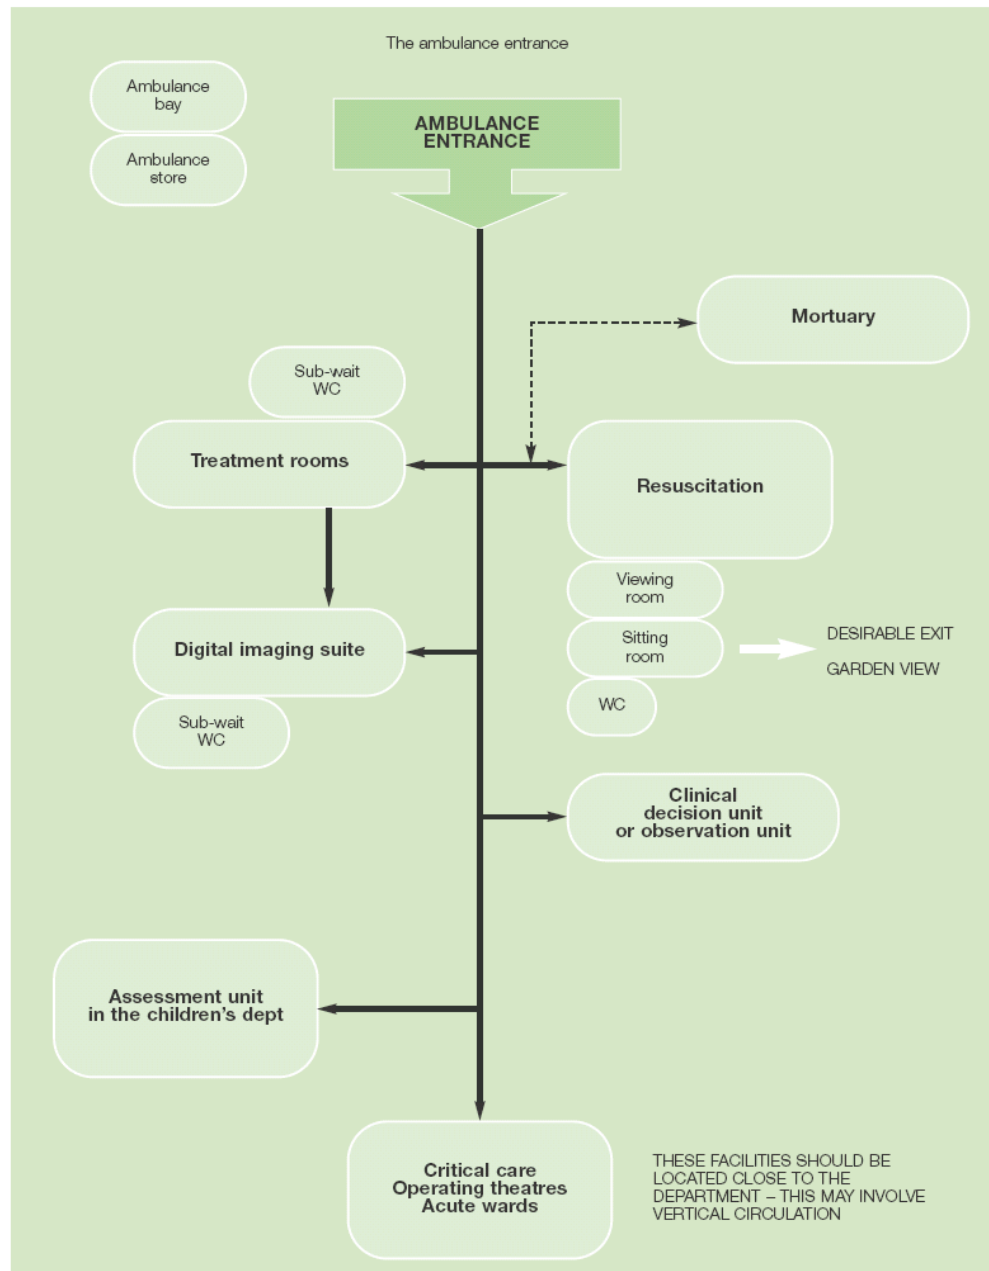 The ambulance entrance
Ambulance
bay
Ambulance
store
AMBULANCE
ENTRANCE
Mortuary
Sub-wait
WC
Treatment rooms
Resuscitation
Viewing
room
Sitting
room
WC
DESIRABLE EXIT
GARDEN VIEW
Digital imaging suite
Sub-wait
WC
Clinical
decision unit
or observation unit
Assessment unit
in the children's dept
Critical care
Operating theatres
Acute wards
THESE FACILITIES SHOULD BE
LOCATED CLOSE TO THE
DEPARTMENT – THIS MAY INVOLVE
VERTICAL CIRCULATION